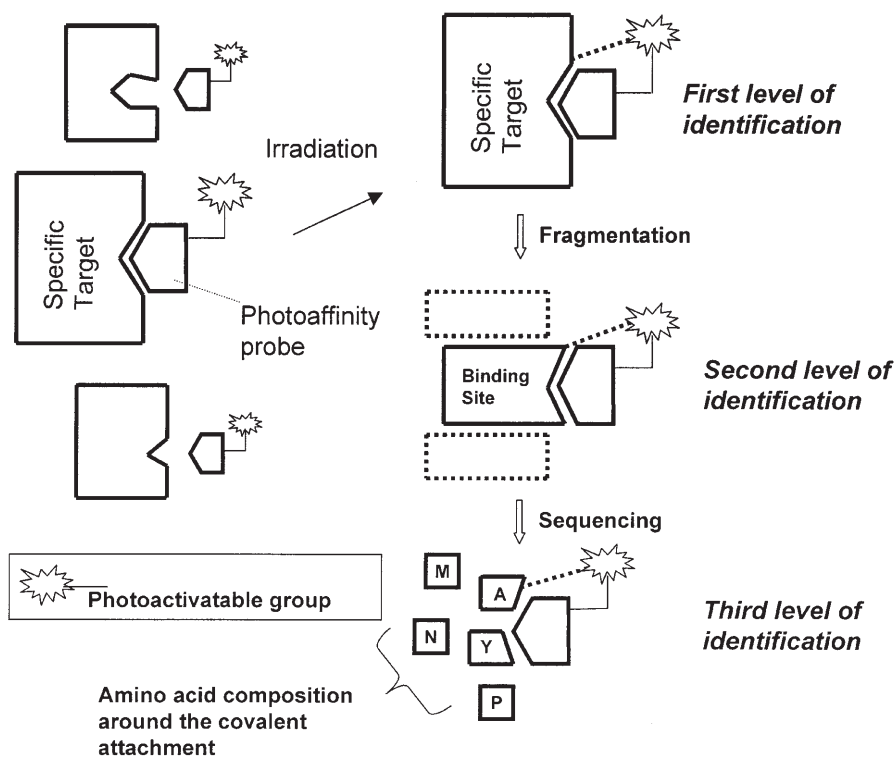 Specific
Target
Irradiation
Photoaffinity
probe
Specific
Target
First level of
identification
Fragmentation
Binding
Site
Second level of
identification
Sequencing
Photoactivatable group
M
A
N
Y
P
Third level of
identification
Amino acid composition
around the covalent
attachment